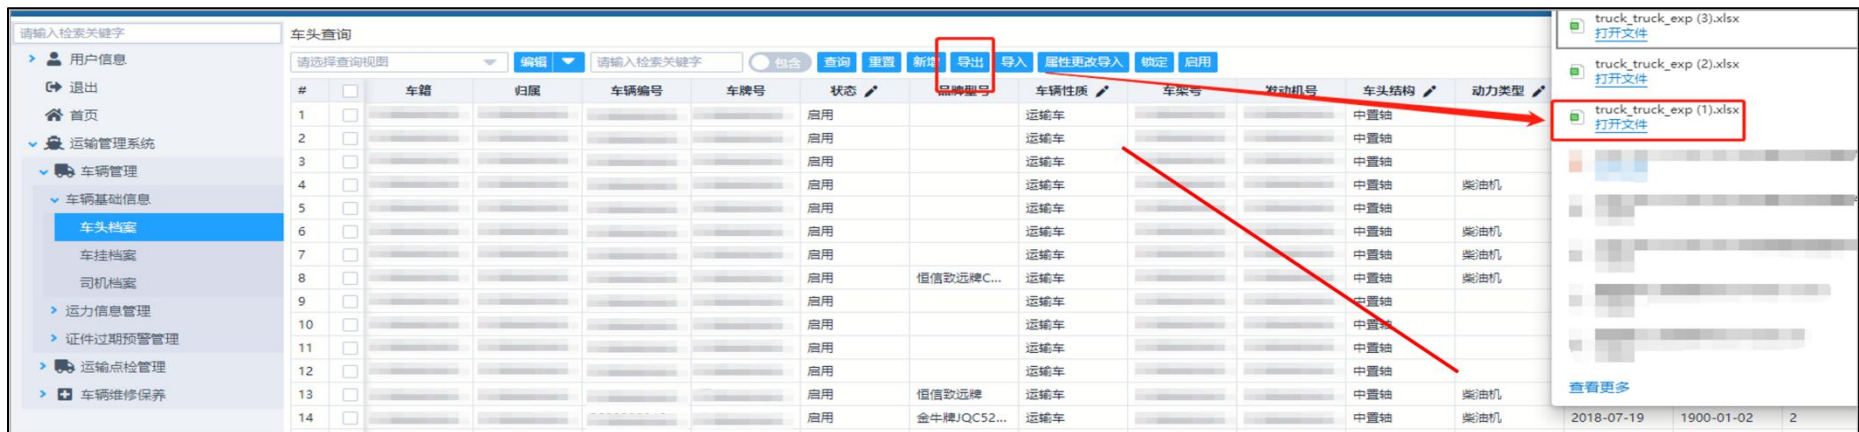 请输入检索关键字
用户信息
退出
首页
运输管理系统
车辆管理
车辆基础信息
车头档案
车挂档案
司机档案
运力信息管理
证件过期预警管理
运输点检管理
车辆维修保养
车头查询
请选择查询视图 编辑 请输入检索关键字 包含 查询 重置 新增 导出 导入 属性更改导入 锁定 启用
# 车籍 归属 车辆编号 车牌号 状态 品牌型号 车辆性质 车架号 发动机号 车头结构 动力类型
1 启用 运输车 中置轴
2 启用 运输车 中置轴
3 启用 运输车 中置轴
4 启用 运输车 中置轴 柴油机
5 启用 运输车 中置轴
6 启用 运输车 中置轴 柴油机
7 启用 运输车 中置轴 柴油机
8 启用 恒信致远牌C... 运输车 中置轴 柴油机
9 启用 运输车 中置轴
10 启用 运输车 中置轴
11 启用 运输车 中置轴
12 启用 运输车 中置轴
13 启用 恒信致远牌 运输车 中置轴 柴油机
14 启用 金牛牌JQC52... 运输车 中置轴 柴油机 2018-07-19 1900-01-02 2
truck_truck_exp (3).xlsx
打开文件
truck_truck_exp (2).xlsx
打开文件
truck_truck_exp (1).xlsx
打开文件
查看更多